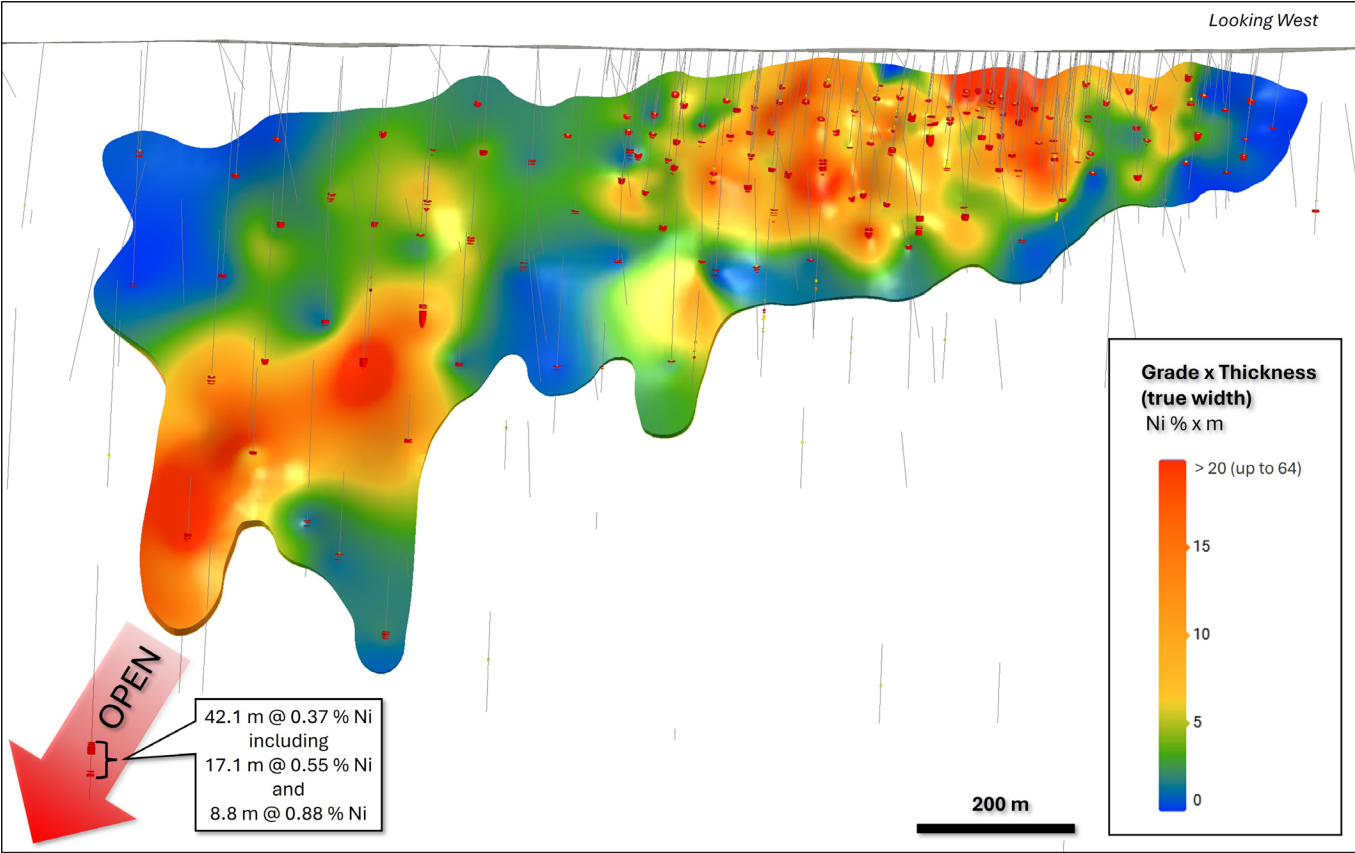 Looking West
Grade x Thickness
(true width)
Ni % x m
> 20 (up to 64)
15
10
5
0
OPEN
42.1 m @ 0.37 % Ni
including
17.1 m @ 0.55 % Ni
and
8.8 m @ 0.88 % Ni
200 m